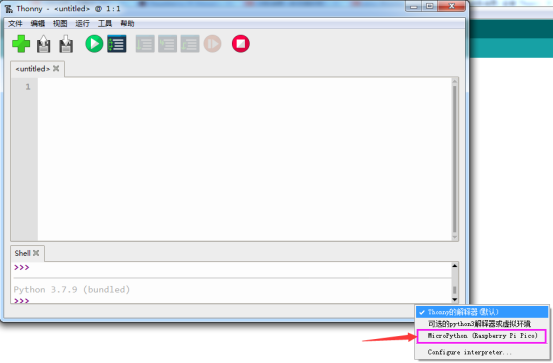 Thonny - <untitled> @ 1:1
文件 编辑 视图 运行 工具 帮助
<untitled>
1
Shell
>>>
Python 3.7.9 (bundled)
>>>
✓ Thonny的解释器(默认)
可选的python3解释器或虚拟环境
MicroPython (Raspberry Pi Pico)
Configure interpreter...